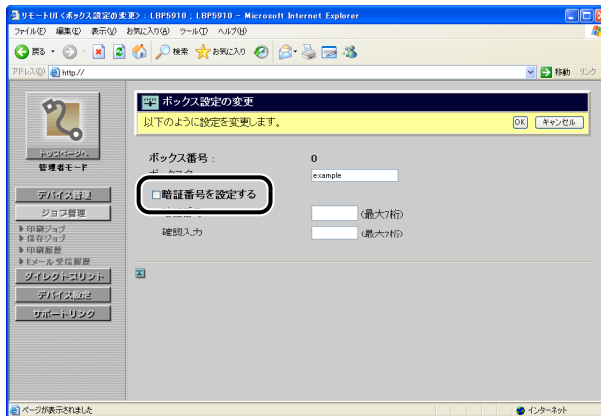 リモートUI <ボックス設定の変更> : LBP5910 ; LBP5910 - Microsoft Internet Explorer
ファイル(F) 編集(E) 表示(V) お気に入り(A) ツール(T) ヘルプ(H)
戻る 検索 お気に入り
アドレス(D) http:// 移動 リンク
ボックス設定の変更
以下のように設定を変更します。 OK キャンセル
トップページへ
管理者モード
デバイス管理
ジョブ管理
印刷ジョブ
保存ジョブ
印刷履歴
Eメール受信履歴
ダイレクトプリント
デバイス設定
サポートリンク
ボックス番号 : 0
example
暗証番号を設定する
(最大7桁)
確認入力 (最大7桁)
ページが表示されました インターネット